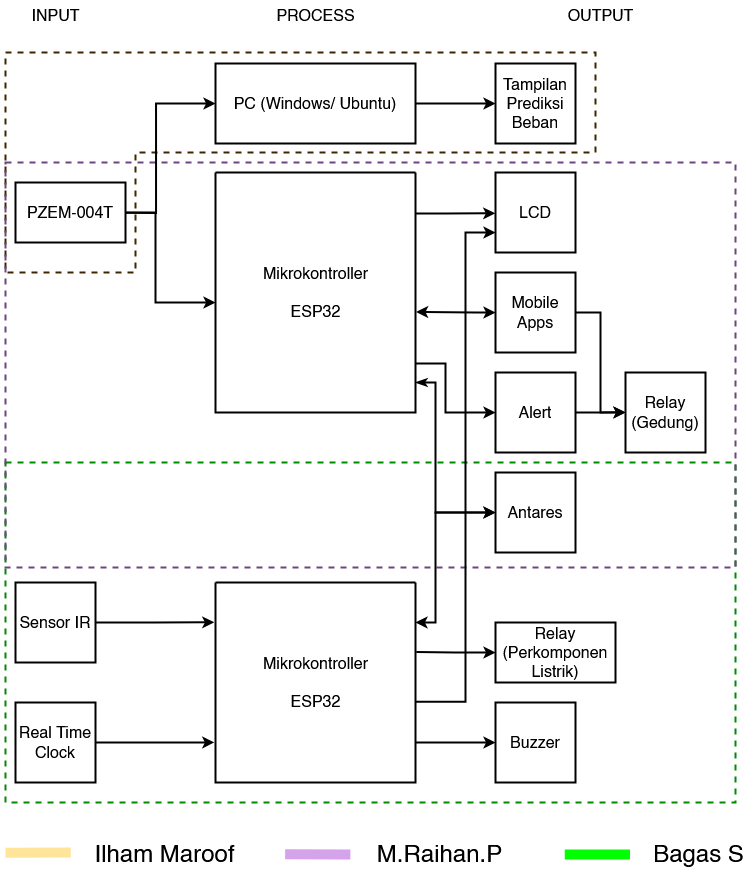 INPUT
PROCESS
OUTPUT
PC (Windows/ Ubuntu)
Tampilan
Prediksi
Beban
PZEM-004T
Mikrokontroller
ESP32
LCD
Mobile
Apps
Alert
Relay
(Gedung)
Antares
Sensor IR
Mikrokontroller
ESP32
Relay
(Perkomponen
Listrik)
Real Time
Clock
Buzzer
Ilham Maroof
M.Raihan.P
Bagas S